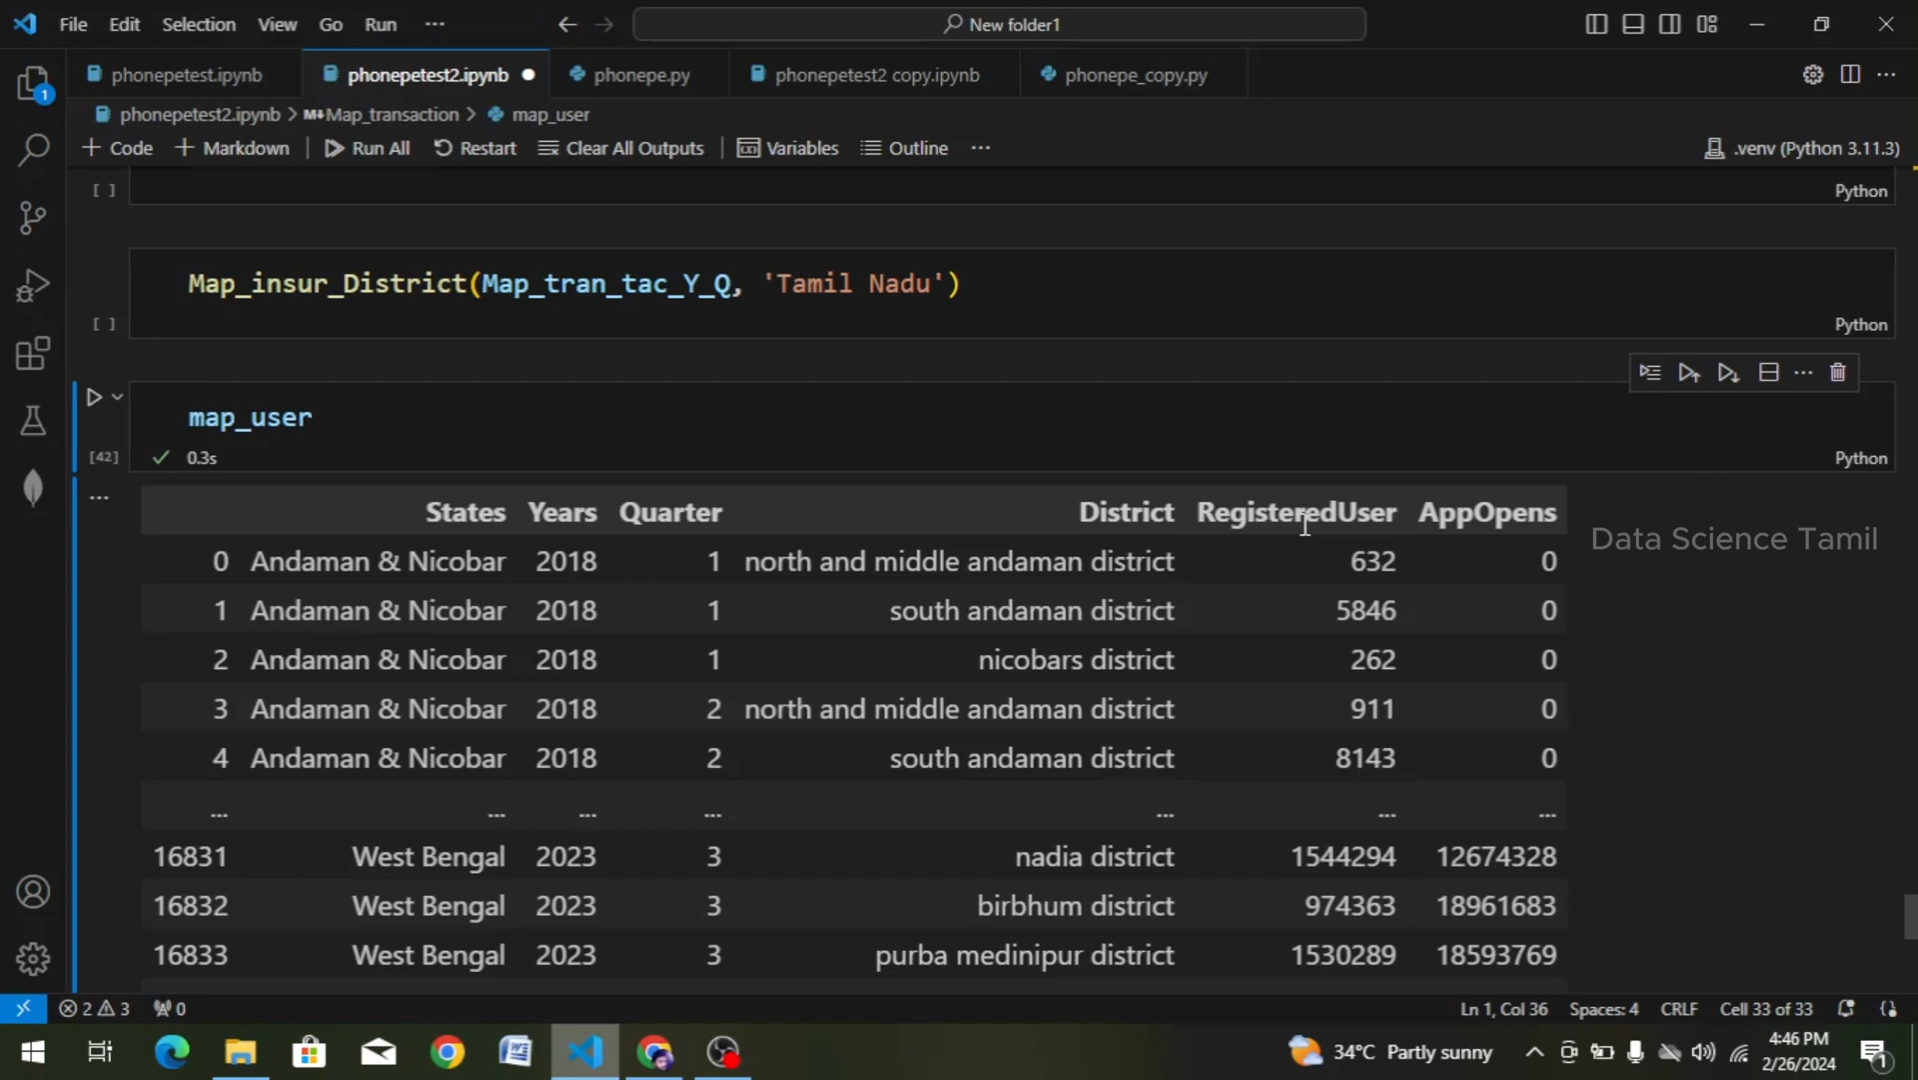 File Edit Selection View Go Run ··· New folder1
phonepetest.ipynb phonepetest2.ipynb phonepe.py phonepetest2 copy.ipynb phonepe_copy.py
1
phonepetest2.ipynb > M↓Map_transaction > map_user
+ Code + Markdown | Run All Restart Clear All Outputs | Variables Outline ··· .venv (Python 3.11.3)
[ ] Python
Map_insur_District(Map_tran_tac_Y_Q, 'Tamil Nadu')
[ ] Python
map_user
[42] 0.3s Python
States Years Quarter District RegisteredUser AppOpens
Data Science Tamil
0 Andaman & Nicobar 2018 1 north and middle andaman district 632 0
1 Andaman & Nicobar 2018 1 south andaman district 5846 0
2 Andaman & Nicobar 2018 1 nicobars district 262 0
3 Andaman & Nicobar 2018 2 north and middle andaman district 911 0
4 Andaman & Nicobar 2018 2 south andaman district 8143 0
... ... ... ... ... ... ...
16831 West Bengal 2023 3 nadia district 1544294 12674328
16832 West Bengal 2023 3 birbhum district 974363 18961683
16833 West Bengal 2023 3 purba medinipur district 1530289 18593769
2 3 0 Ln 1, Col 36 Spaces: 4 CRLF Cell 33 of 33
34°C Partly sunny 4:46 PM
2/26/2024
1